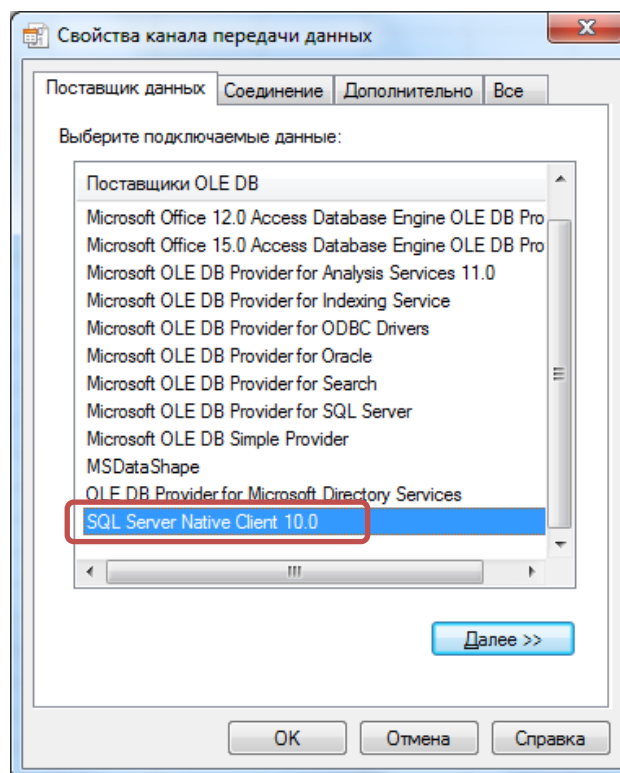 Свойства канала передачи данных
Поставщик данных Соединение Дополнительно Все
Выберите подключаемые данные:
Поставщики OLE DB
Microsoft Office 12.0 Access Database Engine OLE DB Pro
Microsoft Office 15.0 Access Database Engine OLE DB Pro
Microsoft OLE DB Provider for Analysis Services 11.0
Microsoft OLE DB Provider for Indexing Service
Microsoft OLE DB Provider for ODBC Drivers
Microsoft OLE DB Provider for Oracle
Microsoft OLE DB Provider for Search
Microsoft OLE DB Provider for SQL Server
Microsoft OLE DB Simple Provider
MSDataShape
OLE DB Provider for Microsoft Directory Services
SQL Server Native Client 10.0
Далее >>
ОК Отмена Справка